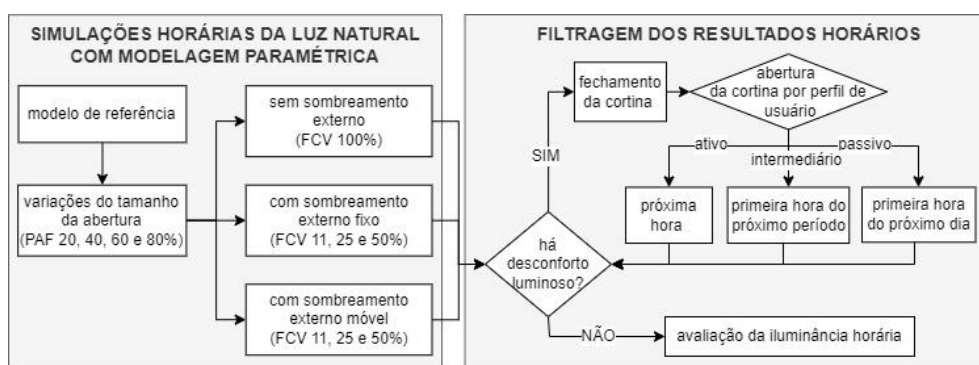 SIMULAÇÕES HORÁRIAS DA LUZ NATURAL
COM MODELAGEM PARAMÉTRICA
modelo de referência
variações do tamanho
da abertura
(PAF 20, 40, 60 e 80%)
sem sombreamento
externo
(FCV 100%)
com sombreamento
externo fixo
(FCV 11, 25 e 50%)
com sombreamento
externo móvel
(FCV 11, 25 e 50%)
FILTRAGEM DOS RESULTADOS HORÁRIOS
fechamento
da cortina
abertura
da cortina por perfil de
usuário
SIM
ativo
intermediário
passivo
próxima
hora
primeira hora do
próximo período
primeira hora
do próximo dia
há
desconforto
luminoso?
NÃO
avaliação da iluminância horária